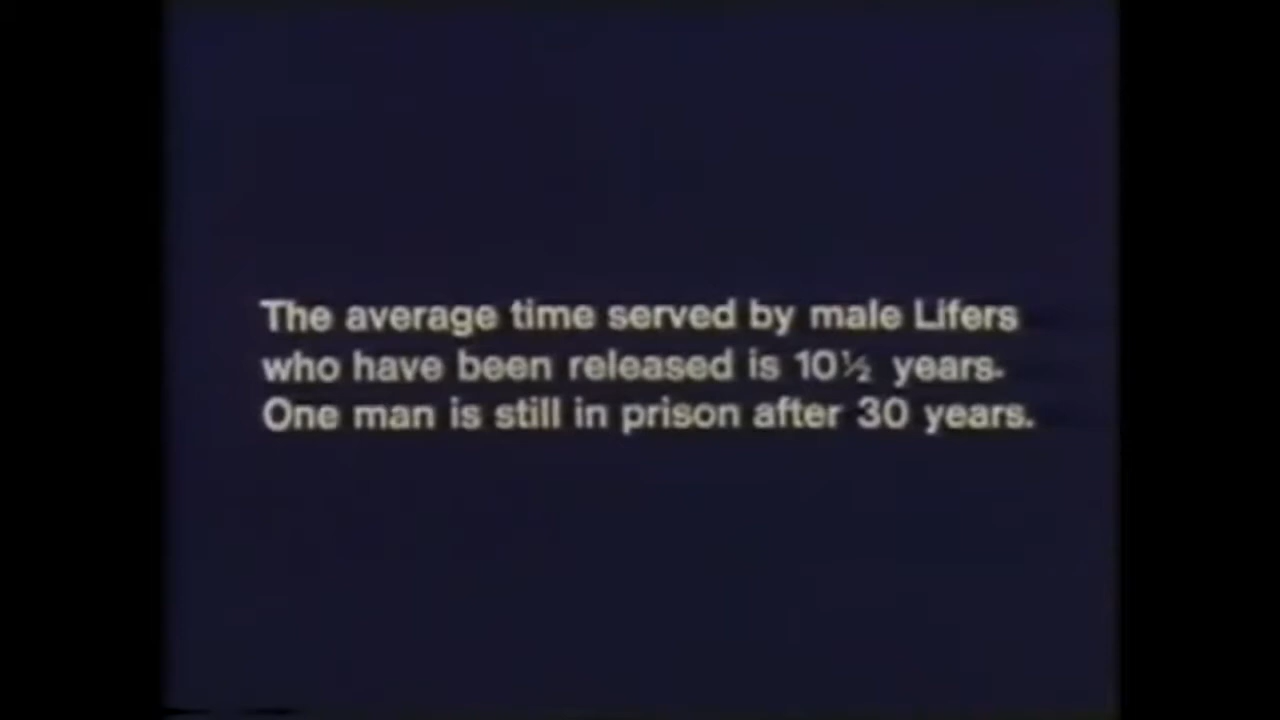 The average time served by male Lifers
who have been released is 10½ years.
One man is still in prison after 30 years.